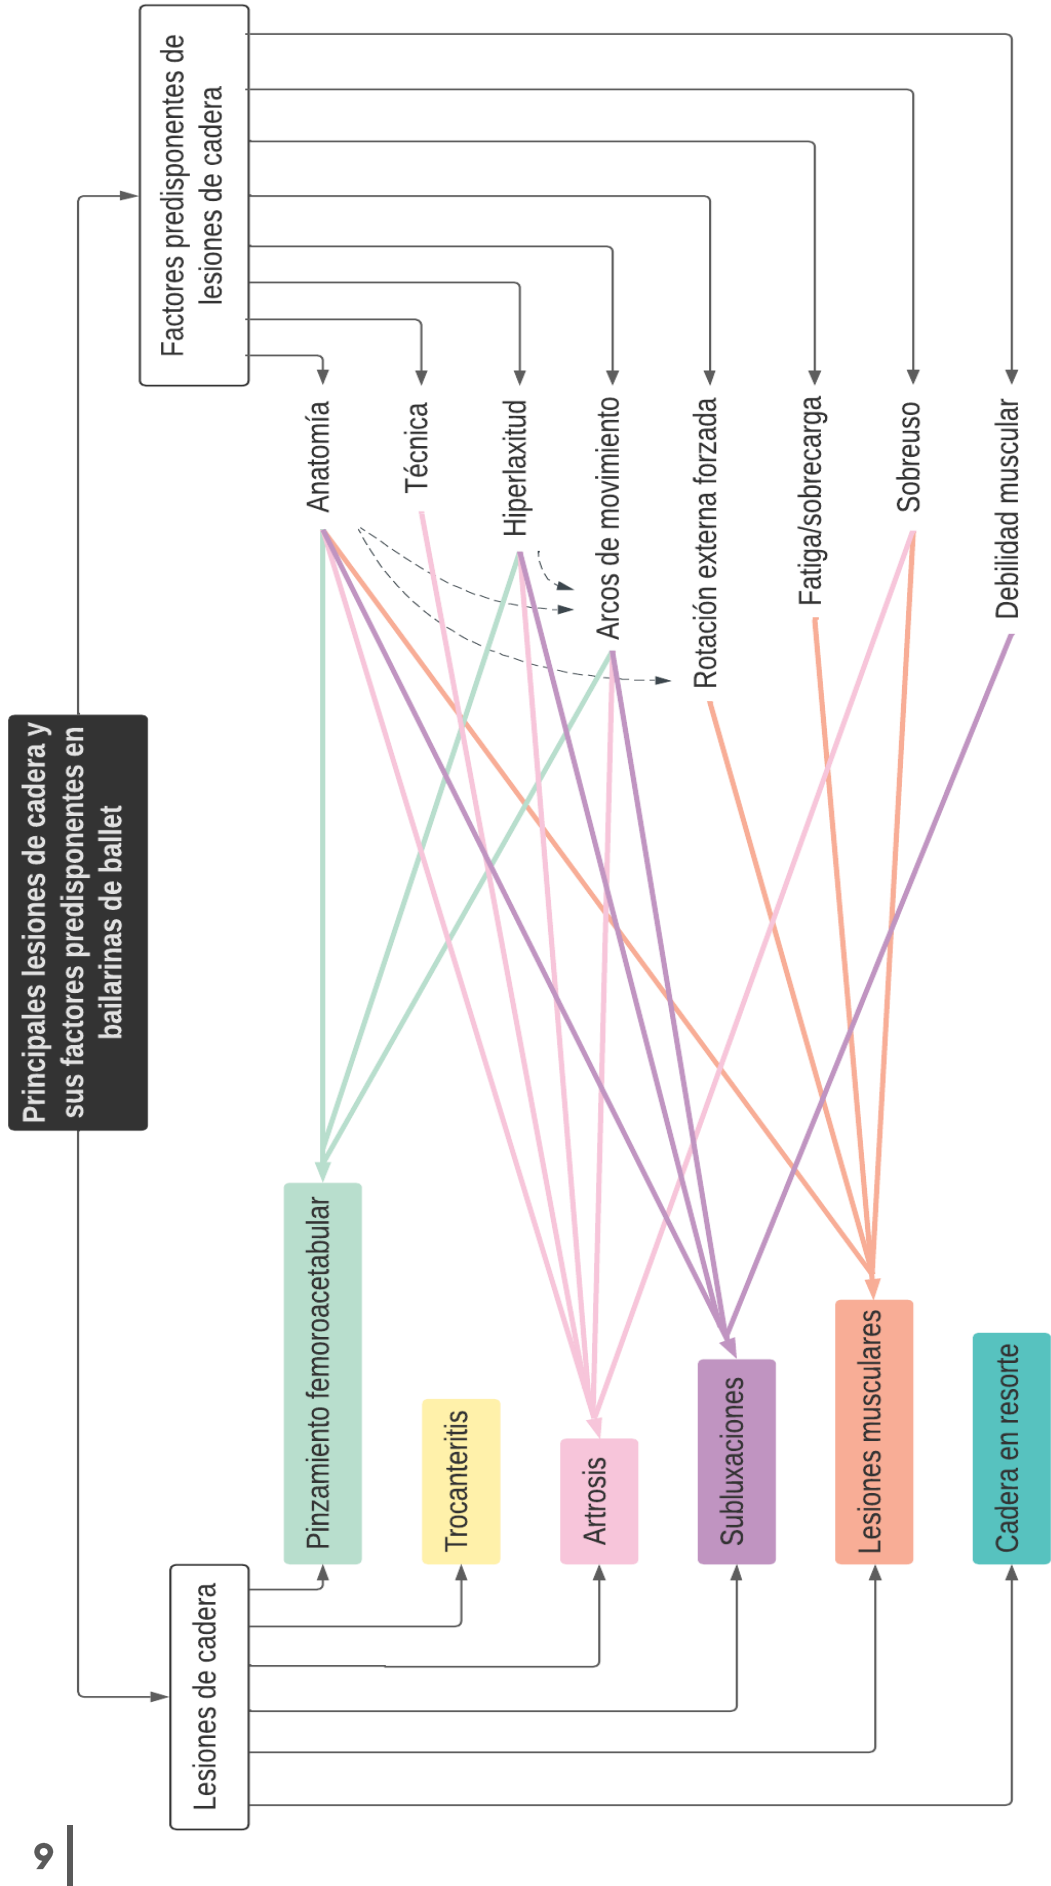 Principales lesiones de cadera y
sus factores predisponentes en
bailarinas de ballet
Lesiones de cadera
Factores predisponentes de
lesiones de cadera
Pinzamiento femoroacetabular
Trocanteritis
Artrosis
Subluxaciones
Lesiones musculares
Cadera en resorte
Anatomía
Técnica
Hiperlaxitud
Arcos de movimiento
Rotación externa forzada
Fatiga/sobrecarga
Sobreuso
Debilidad muscular
9